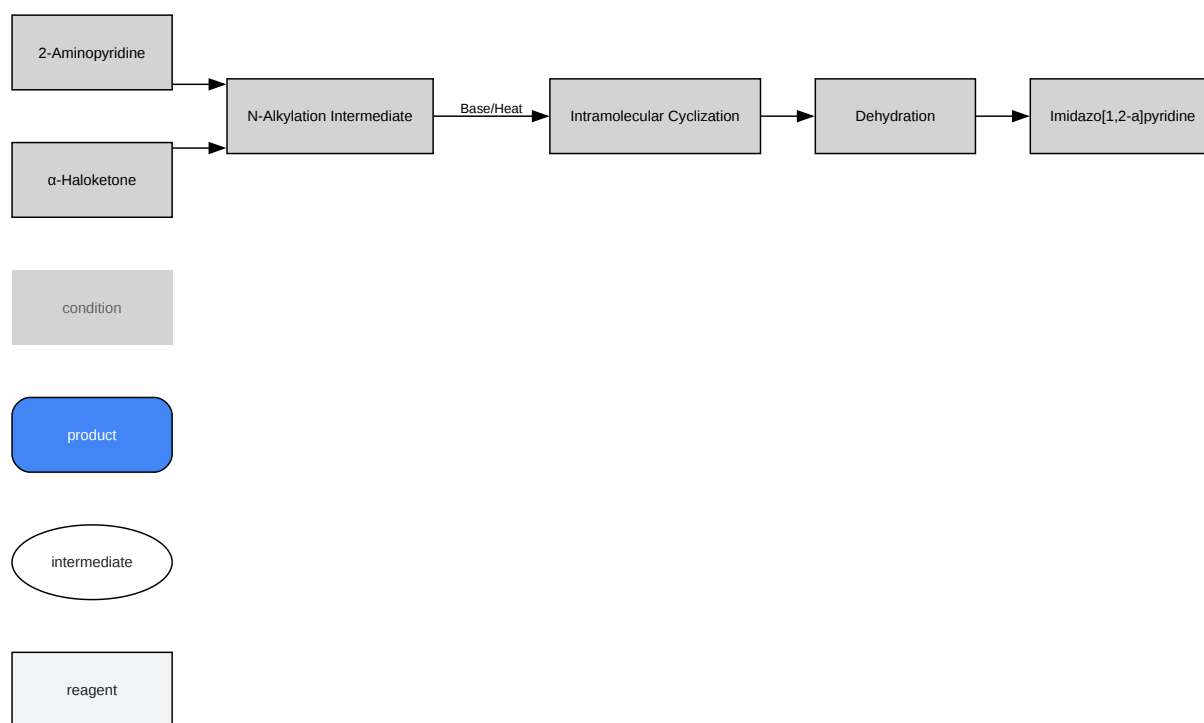 2-Aminopyridine
α-Haloketone
N-Alkylation Intermediate
Base/Heat
Intramolecular Cyclization
Dehydration
Imidazo[1,2-a]pyridine
condition
product
intermediate
reagent